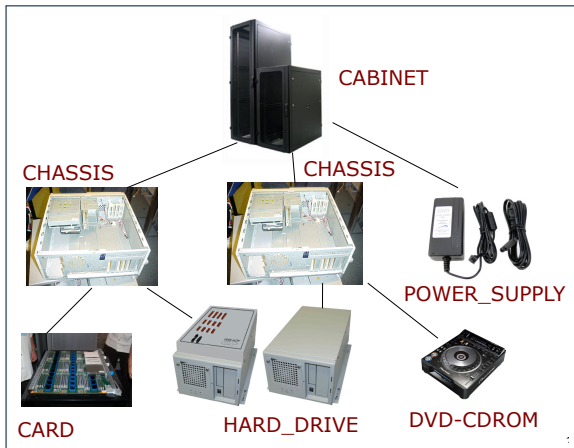 CABINET
CHASSIS
CHASSIS
POWER_SUPPLY
CARD
HARD_DRIVE
DVD-CDROM